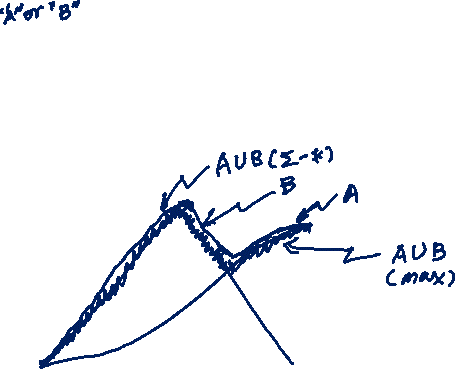 "A" or "B"
AUB (Σ-*)
B
A
AUB
(max)